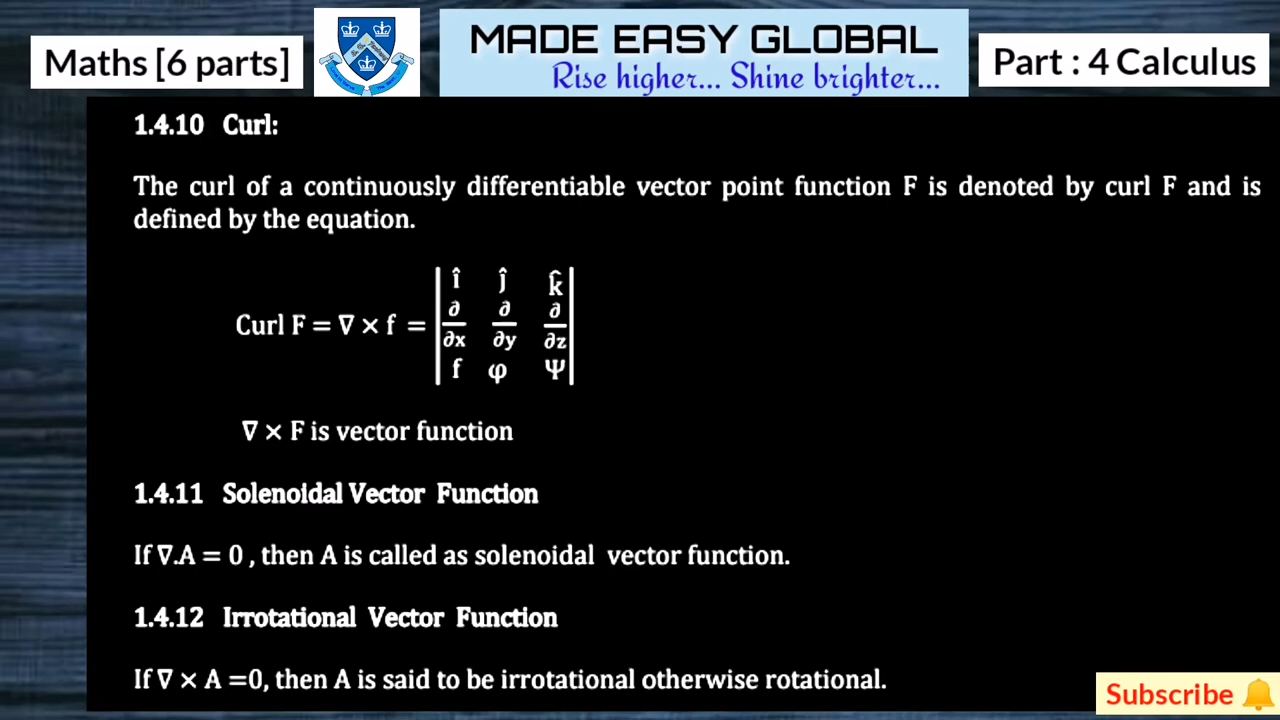 Maths [6 parts]
MADE EASY GLOBAL
Rise higher... Shine brighter...
Part : 4 Calculus
1.4.10 Curl:
The curl of a continuously differentiable vector point function F is denoted by curl F and is
defined by the equation.
Curl F = ∇ × f = | î ĵ k̂ |
| ∂/∂x ∂/∂y ∂/∂z |
| f φ Ψ |
∇ × F is vector function
1.4.11 Solenoidal Vector Function
If ∇.A = 0 , then A is called as solenoidal vector function.
1.4.12 Irrotational Vector Function
If ∇ × A =0, then A is said to be irrotational otherwise rotational.
Subscribe